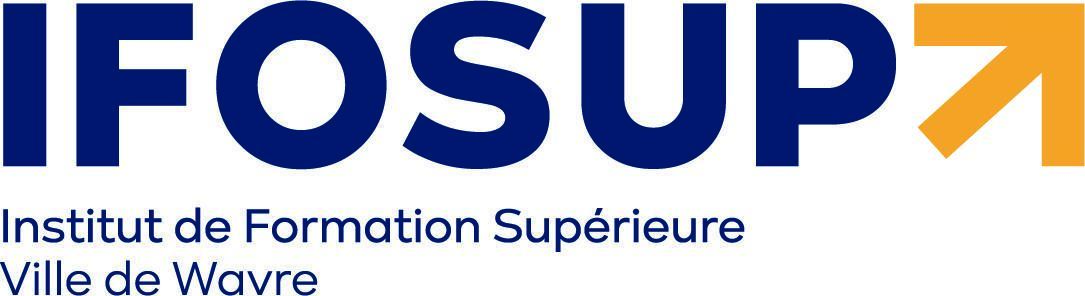 IFOSUP
Institut de Formation Supérieure
Ville de Wavre